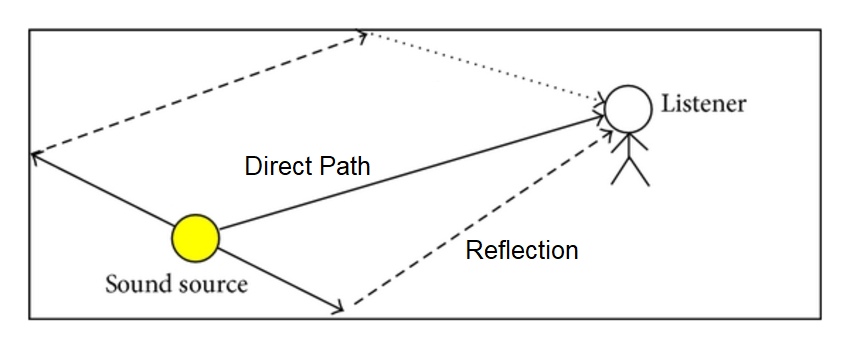 Listener
Direct Path
Reflection
Sound source